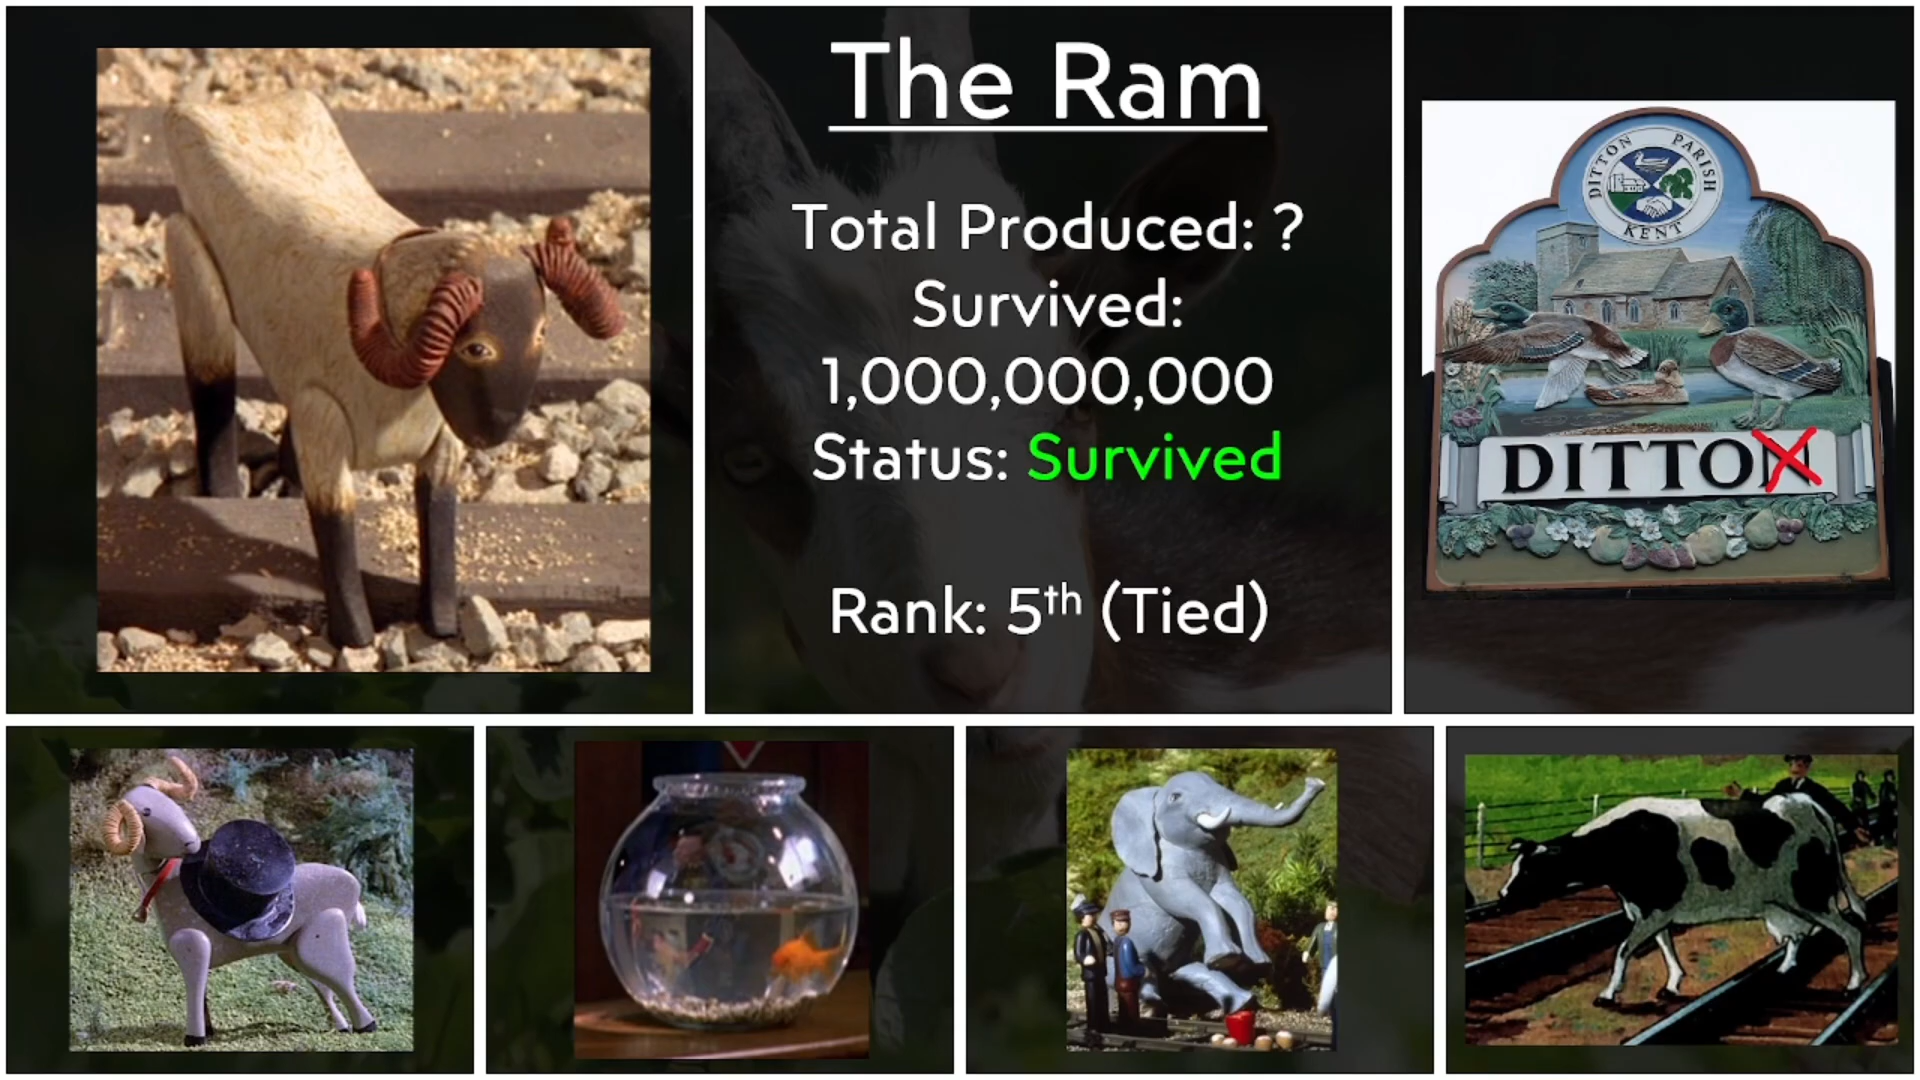 The Ram
Total Produced: ?
Survived:
1,000,000,000
Status: Survived
Rank: 5th (Tied)
DITTON PARISH
KENT
DITTON